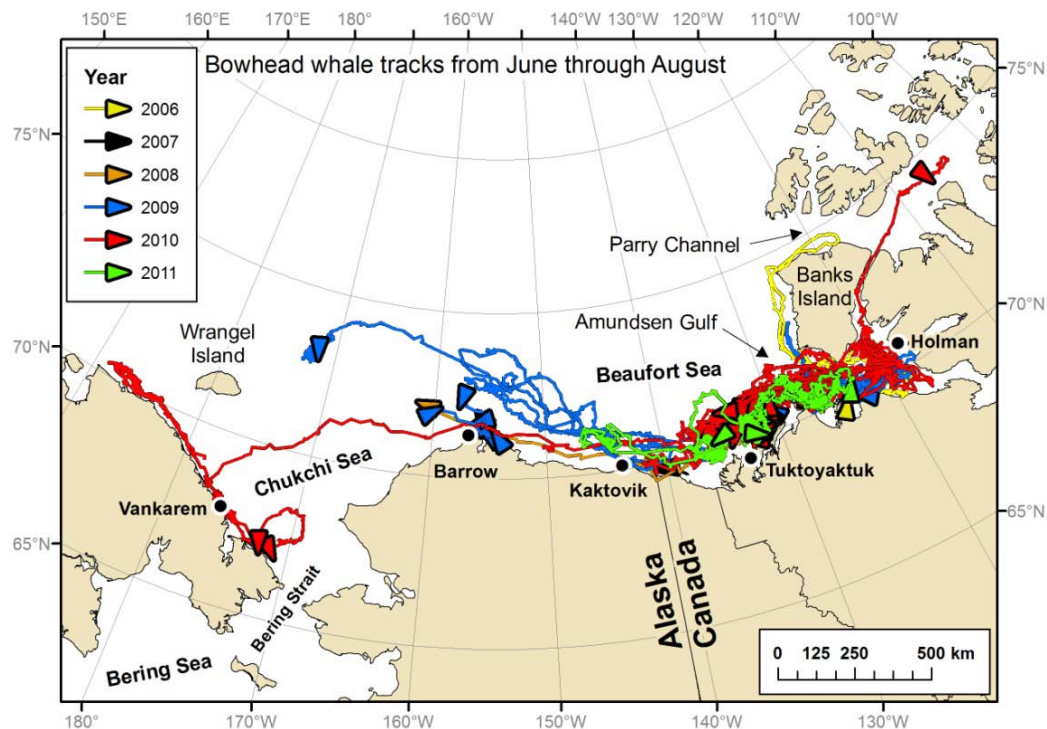 150°E 160°E 170°E 180° 160°W 140°W 130°W 120°W 110°W 100°W
Bowhead whale tracks from June through August
Year
2006
2007
2008
2009
2010
2011
75°N
75°N
70°N
70°N
65°N
65°N
Parry Channel
Banks
Island
Amundsen Gulf
Wrangel
Island
Holman
Beaufort Sea
Chukchi Sea
Barrow
Kaktovik
Tuktoyaktuk
Vankarem
Bering Strait
Bering Sea
Alaska
Canada
0 125 250 500 km
180° 170°W 160°W 150°W 140°W 130°W